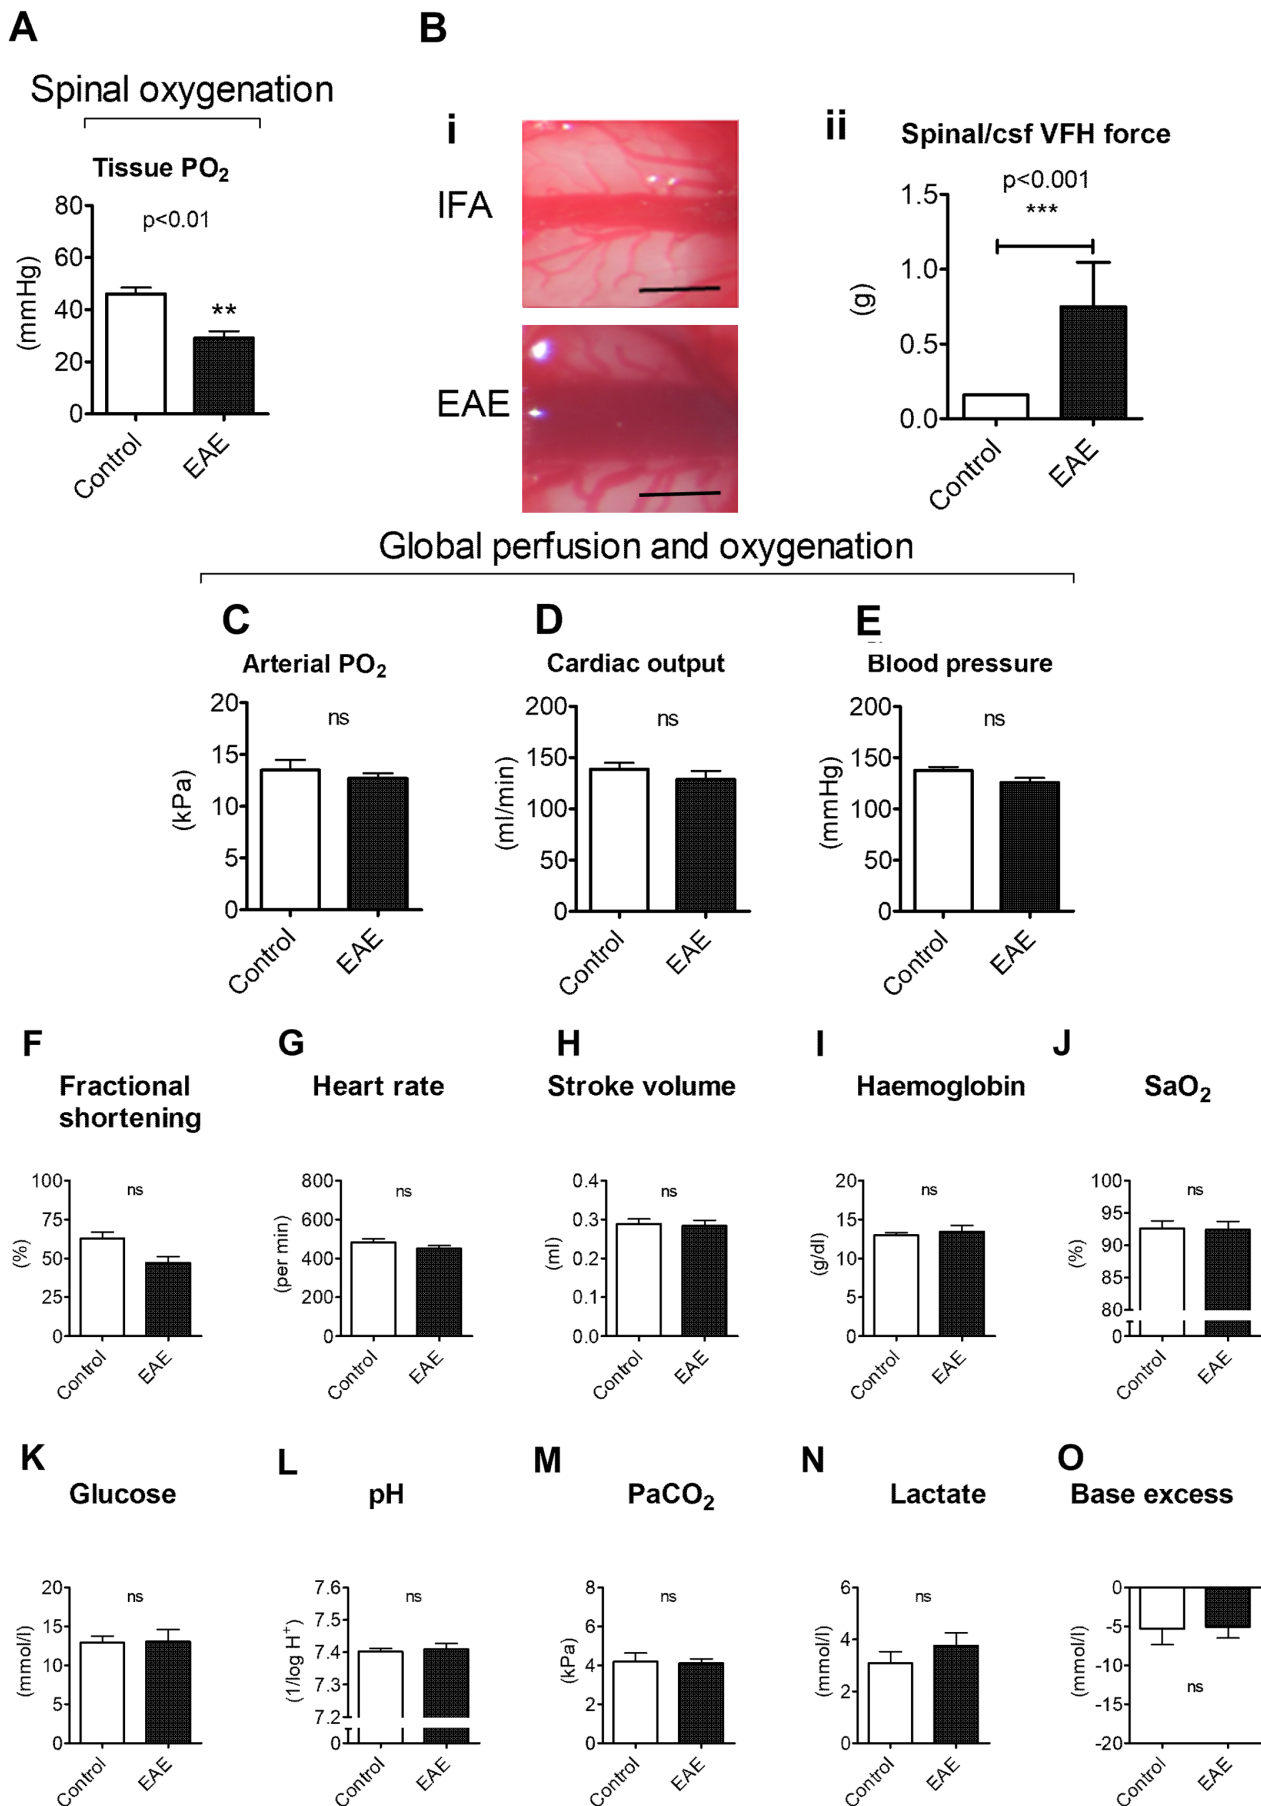 A
B
Spinal oxygenation
Tissue PO2
80
60
40
20
0
(mmHg)
p<0.01
**
Control
EAE
i
IFA
EAE
ii
Spinal/csf VFH force
p<0.001
***
1.5
1.0
0.5
0.0
(g)
Control
EAE
Global perfusion and oxygenation
C
Arterial PO2
ns
20
15
10
5
0
(kPa)
Control
EAE
D
Cardiac output
ns
200
150
100
50
0
(ml/min)
Control
EAE
E
Blood pressure
ns
200
150
100
50
0
(mmHg)
Control
EAE
F
Fractional
shortening
ns
100
75
50
25
0
(%)
Control
EAE
G
Heart rate
ns
800
600
400
200
0
(per min)
Control
EAE
H
Stroke volume
ns
0.4
0.3
0.2
0.1
0.0
(ml)
Control
EAE
I
Haemoglobin
ns
20
15
10
5
0
(g/dl)
Control
EAE
J
SaO2
ns
100
95
90
85
80
0
(%)
Control
EAE
K
Glucose
ns
20
15
10
5
0
(mmol/l)
Control
EAE
L
pH
ns
7.6
7.5
7.4
7.3
7.2
0
(1/log H+)
Control
EAE
M
PaCO2
ns
8
6
4
2
0
(kPa)
Control
EAE
N
Lactate
ns
6
4
2
0
(mmol/l)
Control
EAE
O
Base excess
0
-5
-10
-15
-20
(mmol/l)
ns
Control
EAE